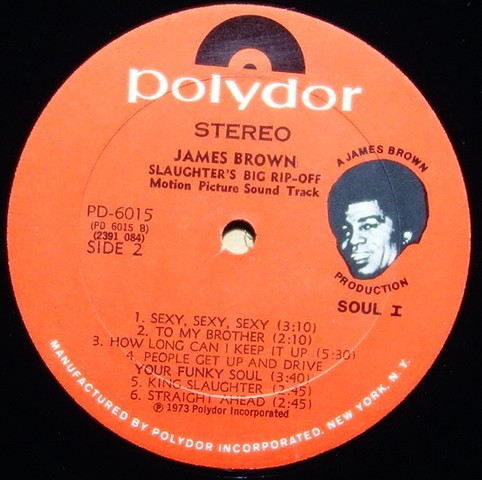 polydor
STEREO
JAMES BROWN
SLAUGHTER'S BIG RIP-OFF
Motion Picture Sound Track
A JAMES BROWN
PRODUCTION
SOUL I
PD-6015
(PD 6015 B)
(2391 084)
SIDE 2
1. SEXY, SEXY, SEXY (3:10)
2. TO MY BROTHER (2:10)
3. HOW LONG CAN I KEEP IT UP (5:30)
4. PEOPLE GET UP AND DRIVE
YOUR FUNKY SOUL (3:40)
5. KING SLAUGHTER (2:45)
6. STRAIGHT AHEAD (2:45)
℗ 1973 Polydor Incorporated
MANUFACTURED BY POLYDOR INCORPORATED. NEW YORK, N.Y.